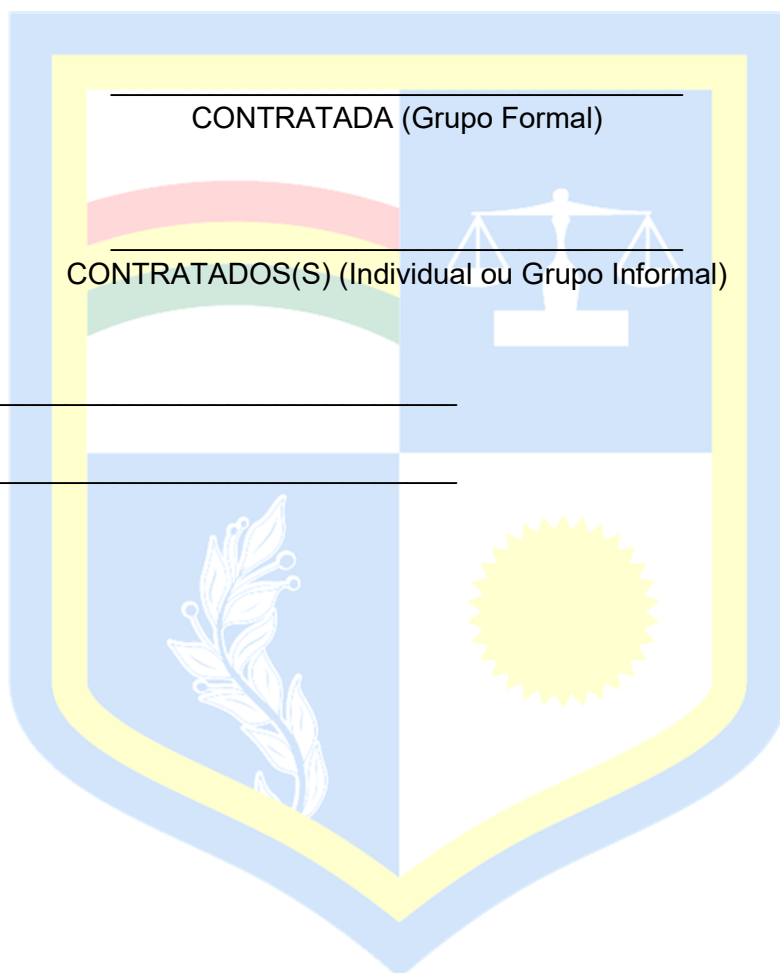 CONTRATADA (Grupo Formal)
CONTRATADOS(S) (Individual ou Grupo Informal)